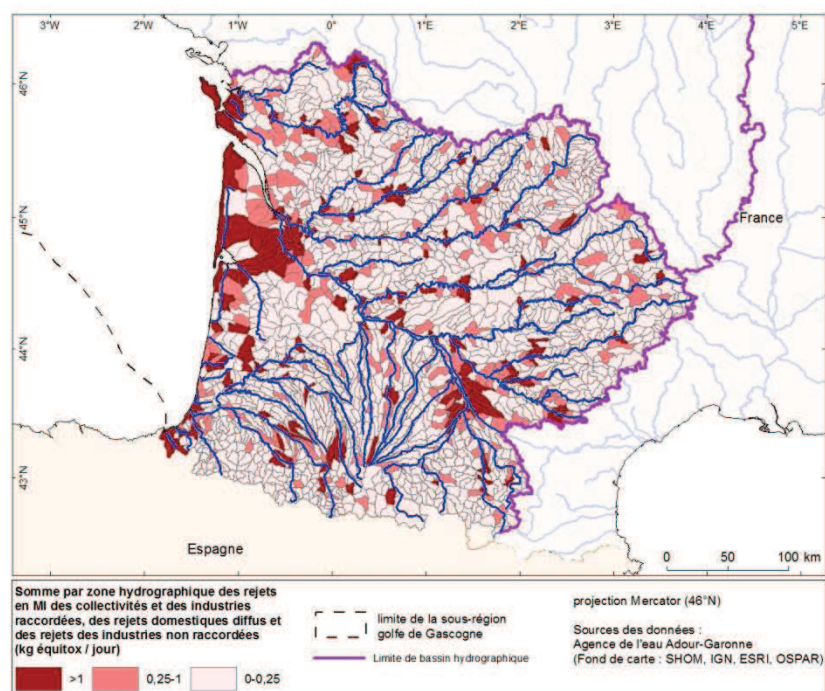 3°W 2°W 1°W 0° 1°E 2°E 3°E 4°E 5°E
46°N
45°N
France
44°N
43°N
Espagne
0 50 100 km
Somme par zone hydrographique des rejets
en MI des collectivités et des industries
raccordées, des rejets domestiques diffus et
des rejets des industries non raccordées
(kg équitox / jour)
>1 0,25-1 0-0,25
limite de la sous-région
golfe de Gascogne
Limite de bassin hydrographique
projection Mercator (46°N)
Sources des données :
Agence de l'eau Adour-Garonne
(Fond de carte : SHOM, IGN, ESRI, OSPAR)